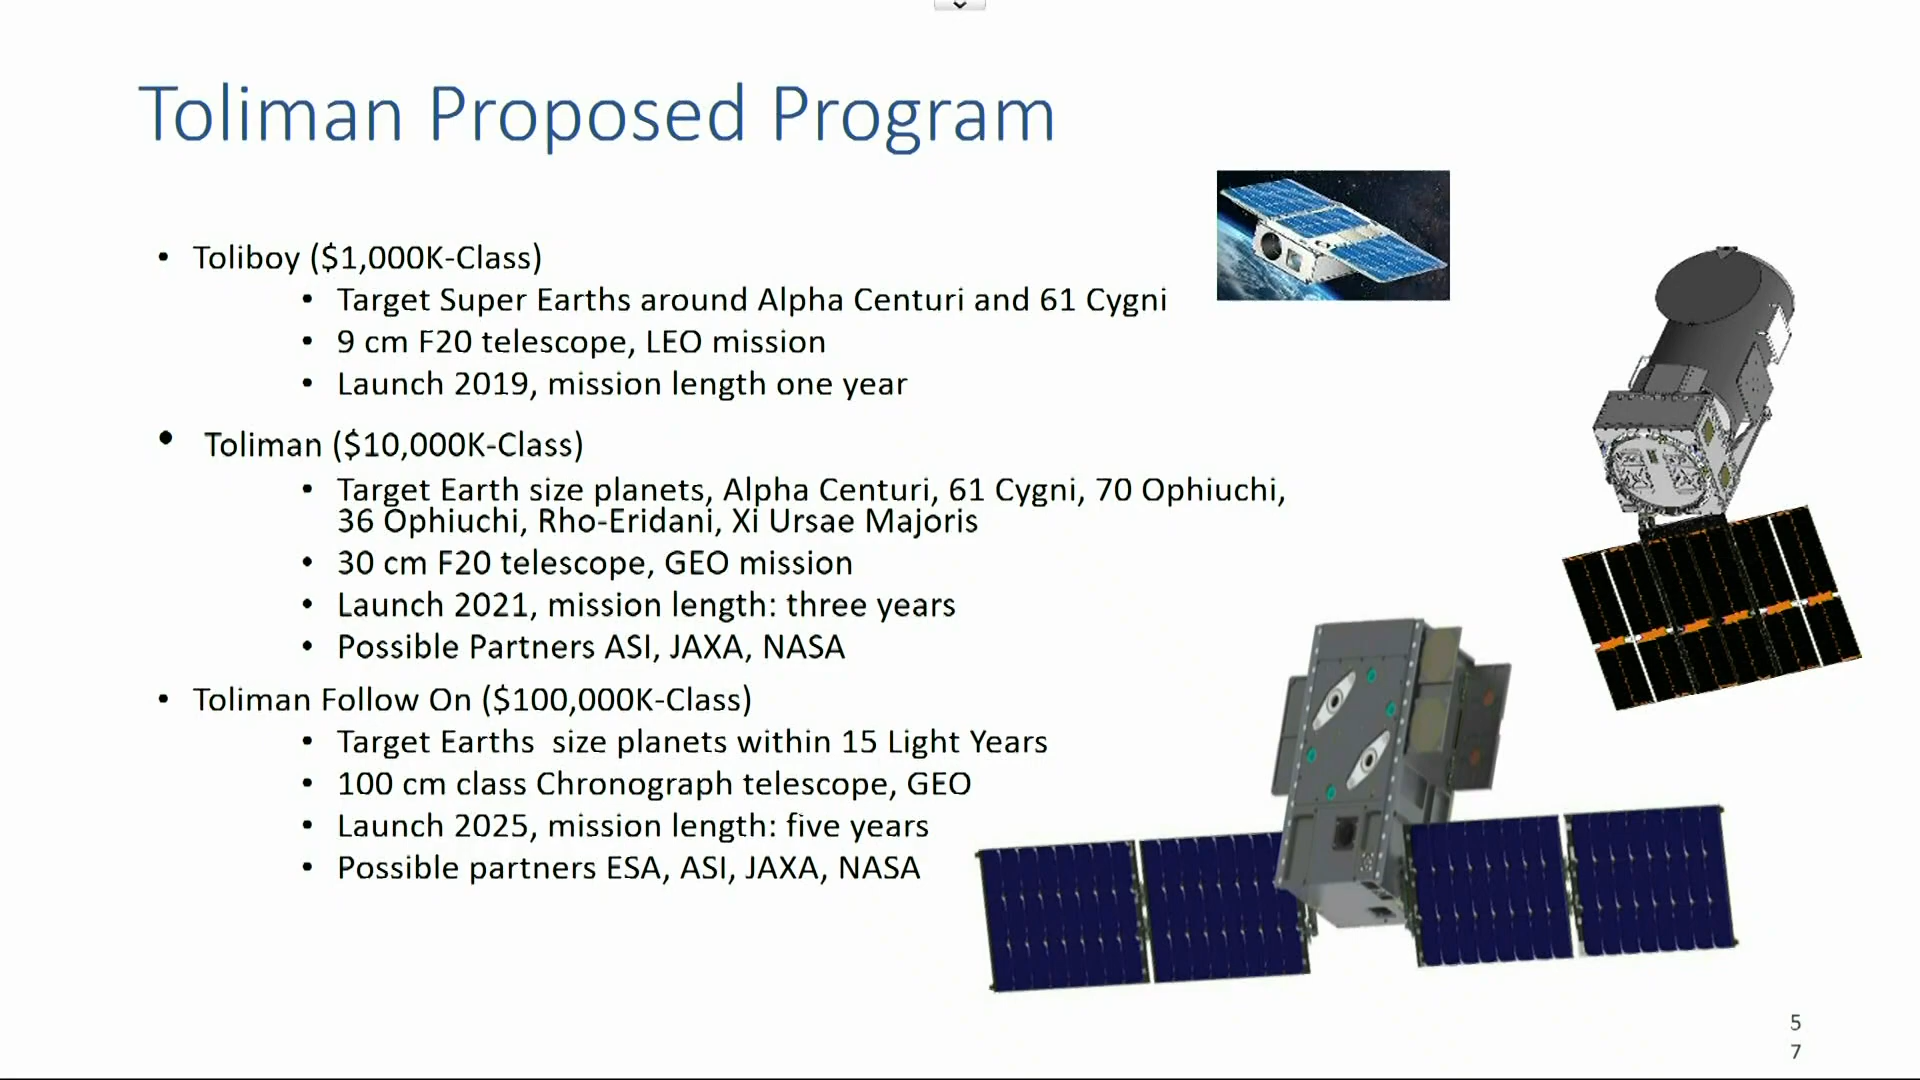 Toliman Proposed Program
• Toliboy ($1,000K-Class)
• Target Super Earths around Alpha Centuri and 61 Cygni
• 9 cm F20 telescope, LEO mission
• Launch 2019, mission length one year
• Toliman ($10,000K-Class)
• Target Earth size planets, Alpha Centuri, 61 Cygni, 70 Ophiuchi,
36 Ophiuchi, Rho-Eridani, Xi Ursae Majoris
• 30 cm F20 telescope, GEO mission
• Launch 2021, mission length: three years
• Possible Partners ASI, JAXA, NASA
• Toliman Follow On ($100,000K-Class)
• Target Earths  size planets within 15 Light Years
• 100 cm class Chronograph telescope, GEO
• Launch 2025, mission length: five years
• Possible partners ESA, ASI, JAXA, NASA
5
7